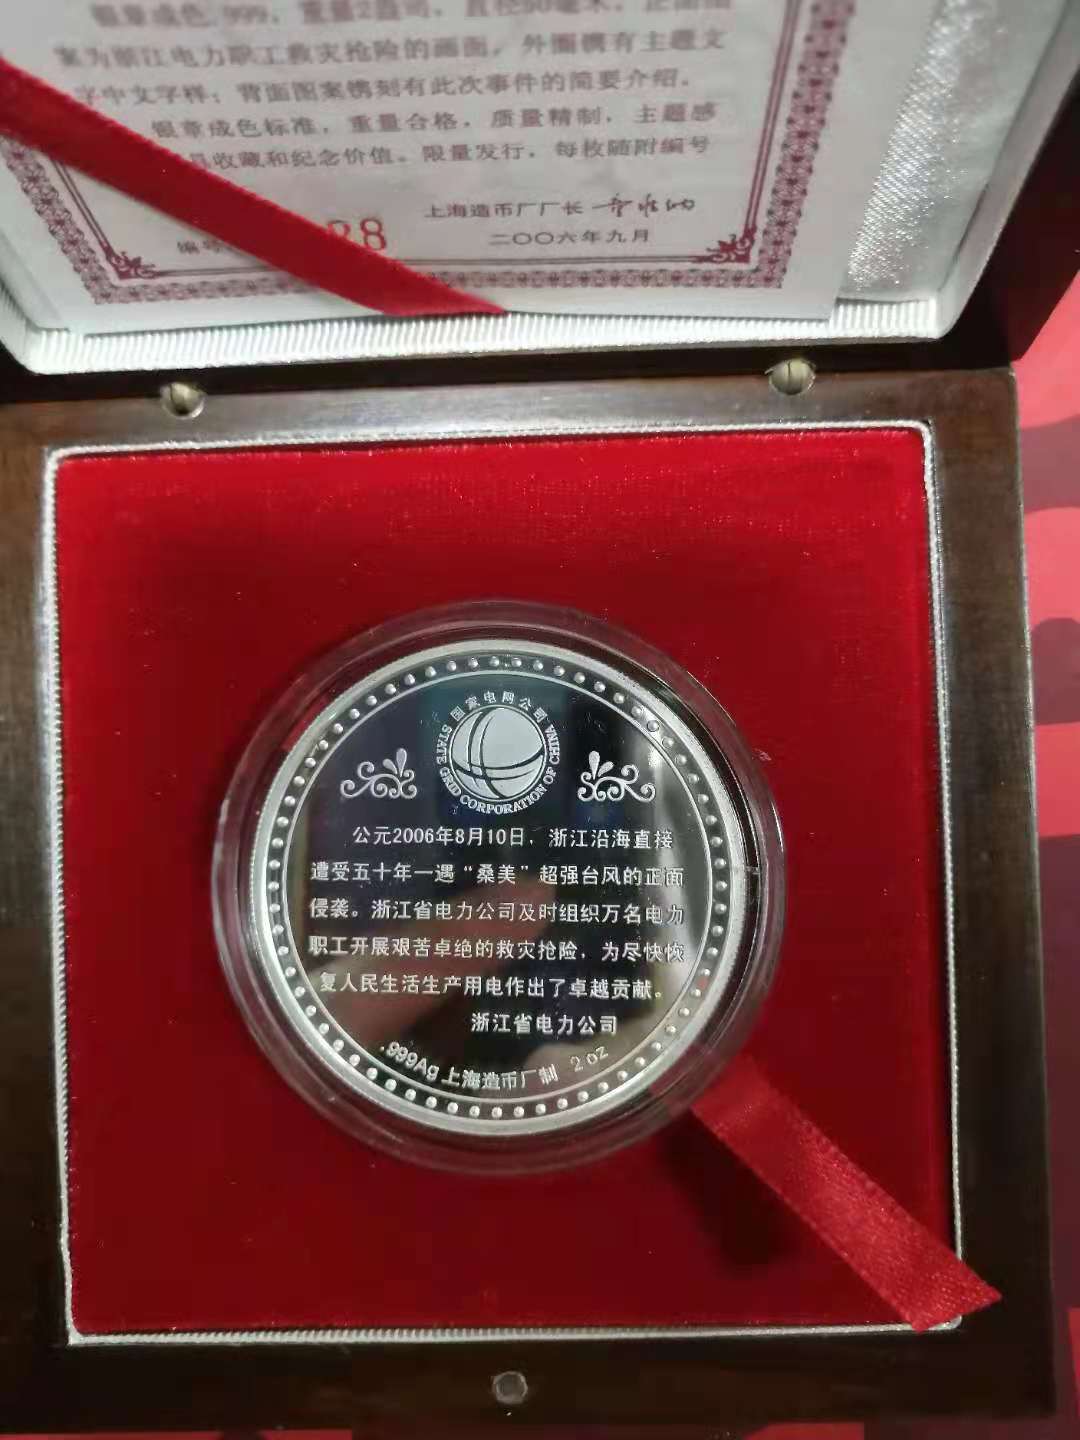 银章成色.999，重量2盎司，直径60毫米。正面图
案为浙江电力职工救灾抢险的画面，外圈镌有主题文
字中文字样；背面图案镌刻有此次事件的简要介绍。
银章成色标准，重量合格，质量精制，主题感
具收藏和纪念价值。限量发行，每枚随附编号
上海造币厂厂长
编号 88
二〇〇六年九月
国家电网公司
STATE GRID CORPORATION OF CHINA
公元2006年8月10日，浙江沿海直接
遭受五十年一遇“桑美”超强台风的正面
侵袭。浙江省电力公司及时组织万名电力
职工开展艰苦卓绝的救灾抢险，为尽快恢
复人民生活生产用电作出了卓越贡献。
浙江省电力公司
.999Ag 上海造币厂制 2oz